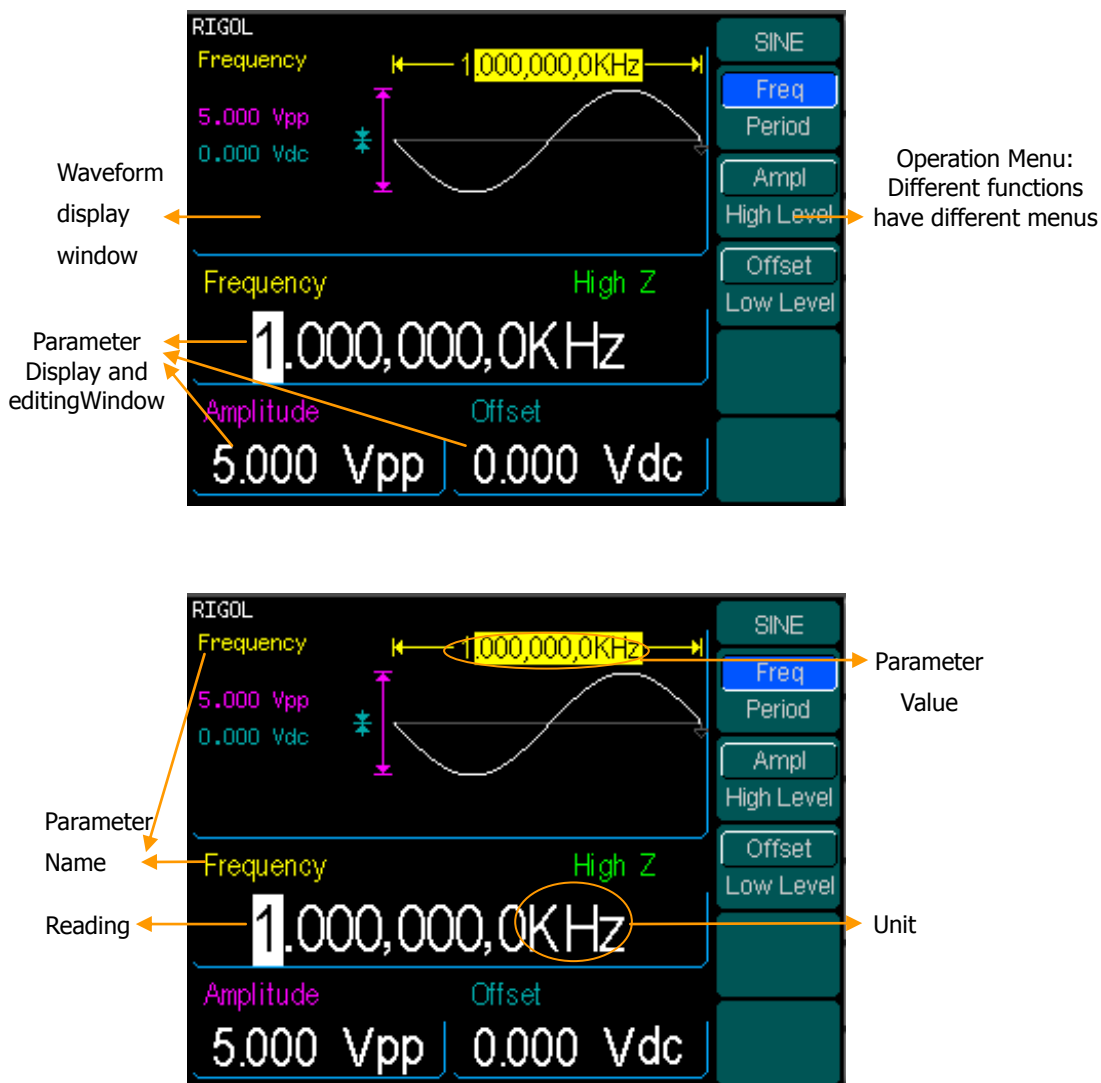 RIGOL
SINE
Frequency
1.000,000,0KHz
Freq
Period
5.000 Vpp
0.000 Vdc
Ampl
High Level
Waveform
display
window
Operation Menu:
Different functions
have different menus
Offset
Low Level
Frequency
High Z
1.000,000,0KHz
Parameter
Display and
editingWindow
Amplitude
Offset
5.000 Vpp
0.000 Vdc
RIGOL
SINE
Frequency
1.000,000,0KHz
Freq
Period
Parameter
Value
5.000 Vpp
0.000 Vdc
Ampl
High Level
Parameter
Name
Offset
Low Level
Frequency
High Z
Reading
1.000,000,0KHz
Unit
Amplitude
Offset
5.000 Vpp
0.000 Vdc